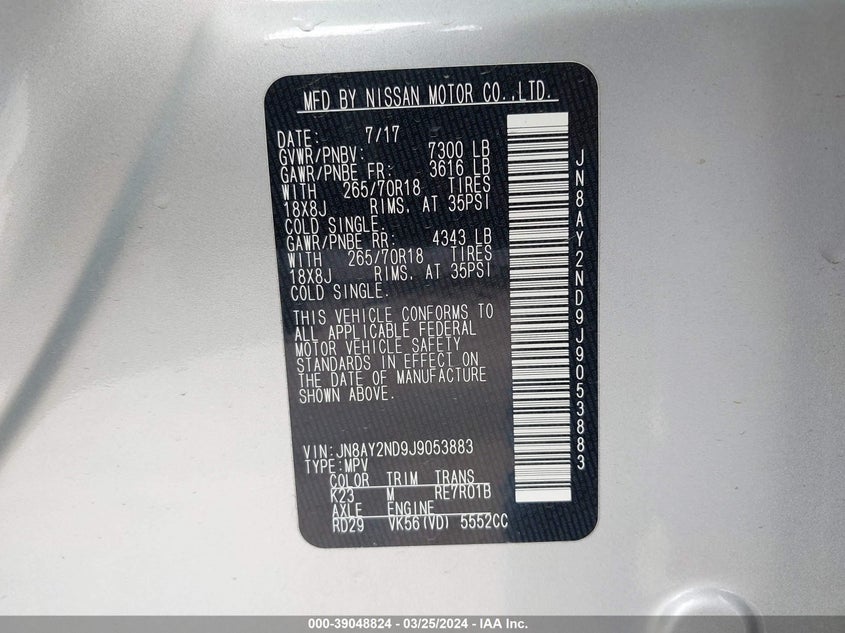 MFD BY NISSAN MOTOR CO.,LTD.
DATE: 7/17
GVWR/PNBV: 7300 LB
GAWR/PNBE FR: 3616 LB
WITH 265/70R18 TIRES
18X8J RIMS, AT 35PSI
COLD SINGLE.
GAWR/PNBE RR: 4343 LB
WITH 265/70R18 TIRES
18X8J RIMS, AT 35PSI
COLD SINGLE.
THIS VEHICLE CONFORMS TO
ALL APPLICABLE FEDERAL
MOTOR VEHICLE SAFETY
STANDARDS IN EFFECT ON
THE DATE OF MANUFACTURE
SHOWN ABOVE.
VIN:JN8AY2ND9J9053883
TYPE:MPV
COLOR TRIM TRANS
K23 M RE7R01B
AXLE ENGINE
RD29 VK56(VD) 5552CC
JN8AY2ND9J9053883
000-39048824 - 03/25/2024 - IAA Inc.